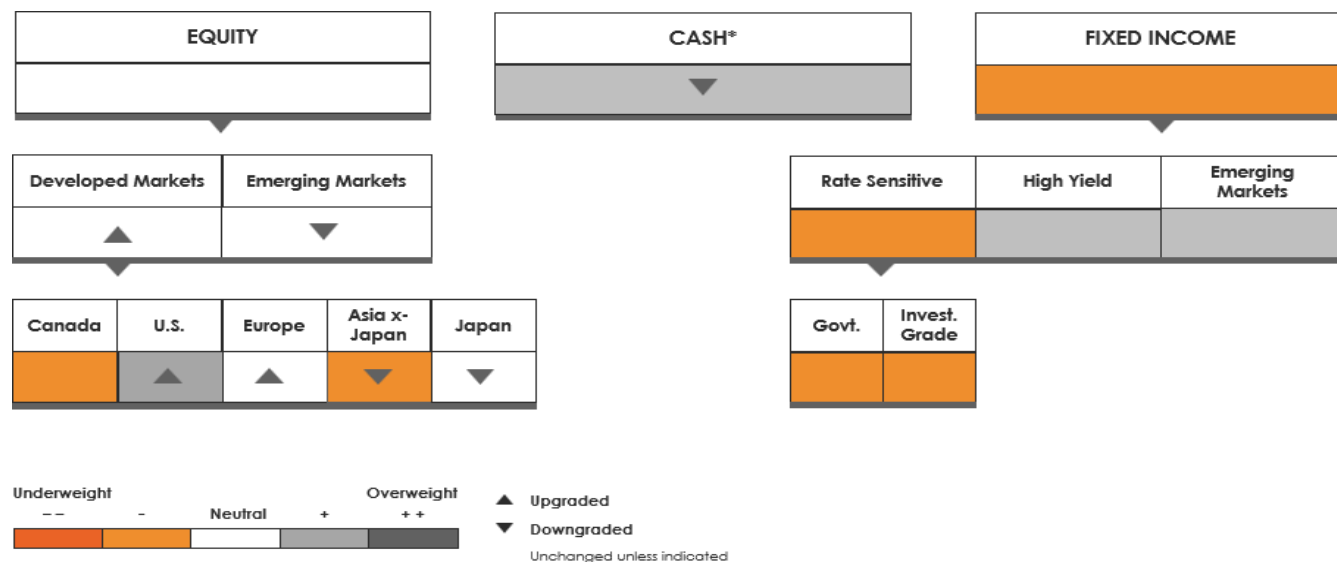 EQUITY
CASH*
FIXED INCOME
Developed Markets
Emerging Markets
Rate Sensitive
High Yield
Emerging
Markets
Canada
U.S.
Europe
Asia x-
Japan
Japan
Govt.
Invest.
Grade
Underweight
Overweight
--
-
Neutral
+
++
▲ Upgraded
▼ Downgraded
Unchanged unless indicated